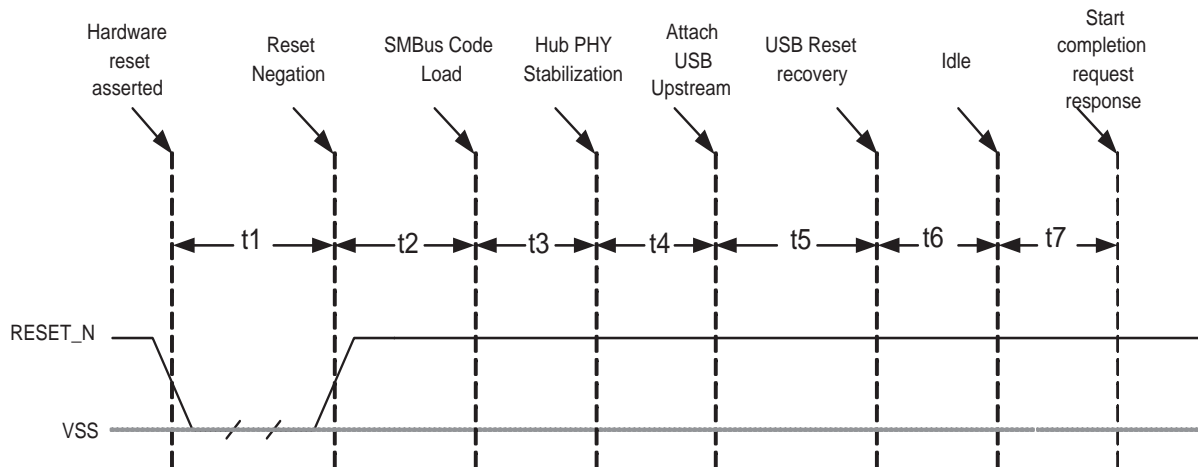 Hardware
reset
asserted
Reset
Negation
SMBus Code
Load
Hub PHY
Stabilization
Attach
USB
Upstream
USB Reset
recovery
Idle
Start
completion
request
response
t1
t2
t3
t4
t5
t6
t7
RESET_N
VSS